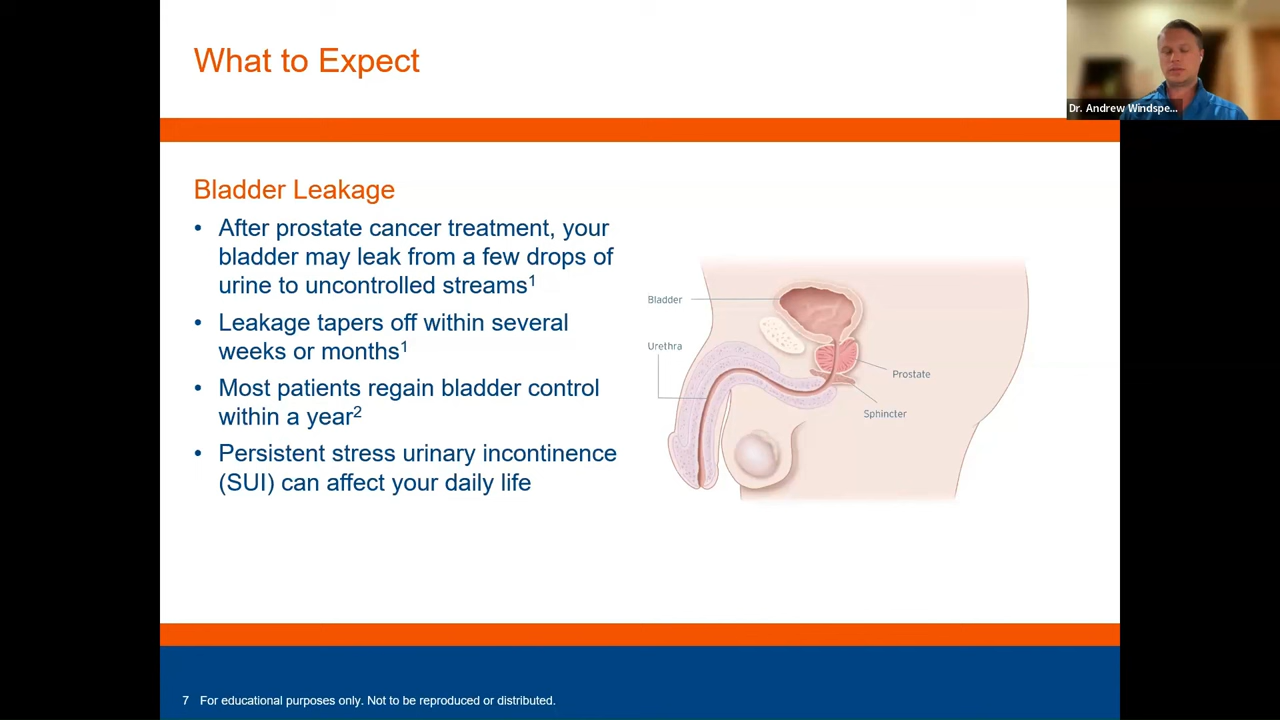 What to Expect
Dr. Andrew Windspe...
Bladder Leakage
• After prostate cancer treatment, your
bladder may leak from a few drops of
urine to uncontrolled streams1
• Leakage tapers off within several
weeks or months1
• Most patients regain bladder control
within a year2
• Persistent stress urinary incontinence
(SUI) can affect your daily life
Bladder
Urethra
Prostate
Sphincter
7 For educational purposes only. Not to be reproduced or distributed.